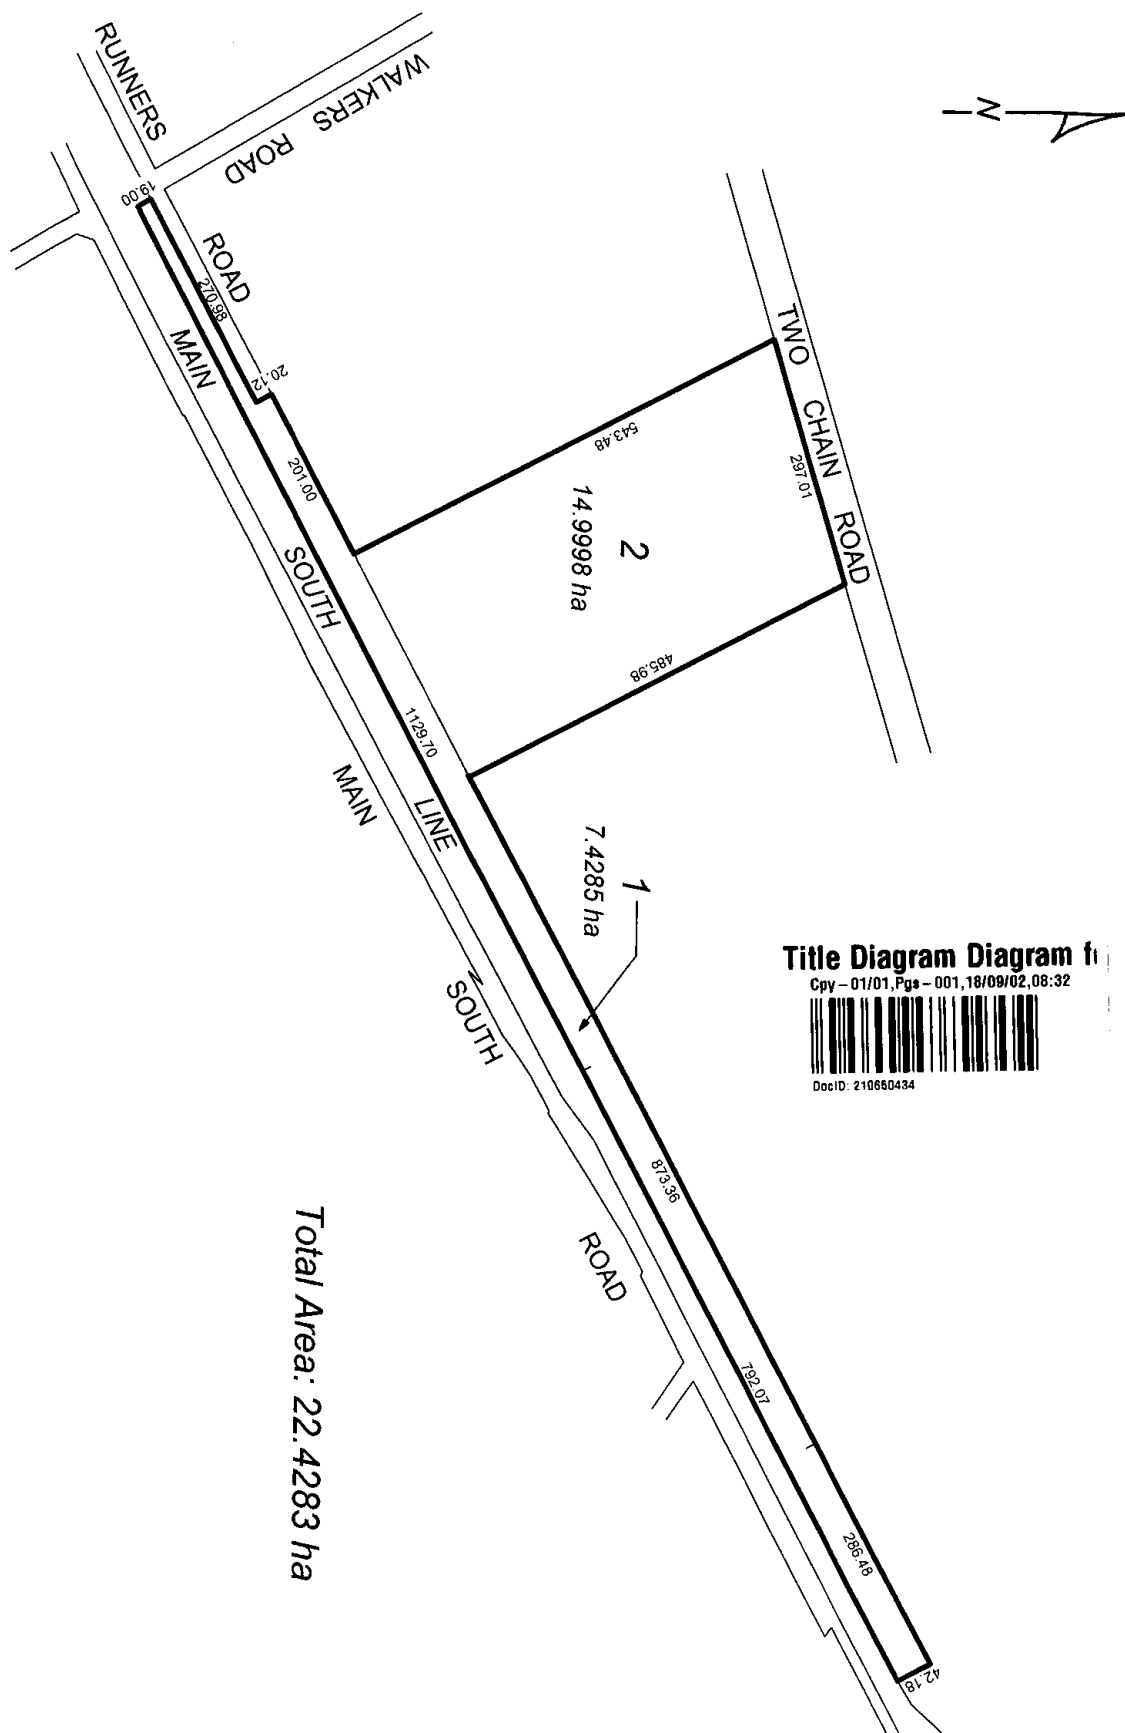 RUNNERS
ROAD
WALKERS ROAD
N
19.00
270.98
20.12
201.00
MAIN SOUTH LINE
TWO CHAIN ROAD
297.01
543.48
2
14.9998 ha
485.98
1129.70
1
7.4285 ha
MAIN SOUTH ROAD
Z
873.36
792.07
286.48
42.18
Title Diagram Diagram f
Cpy - 01/01,Pgs - 001,18/09/02,08:32
DocID: 210650434
Total Area: 22.4283 ha